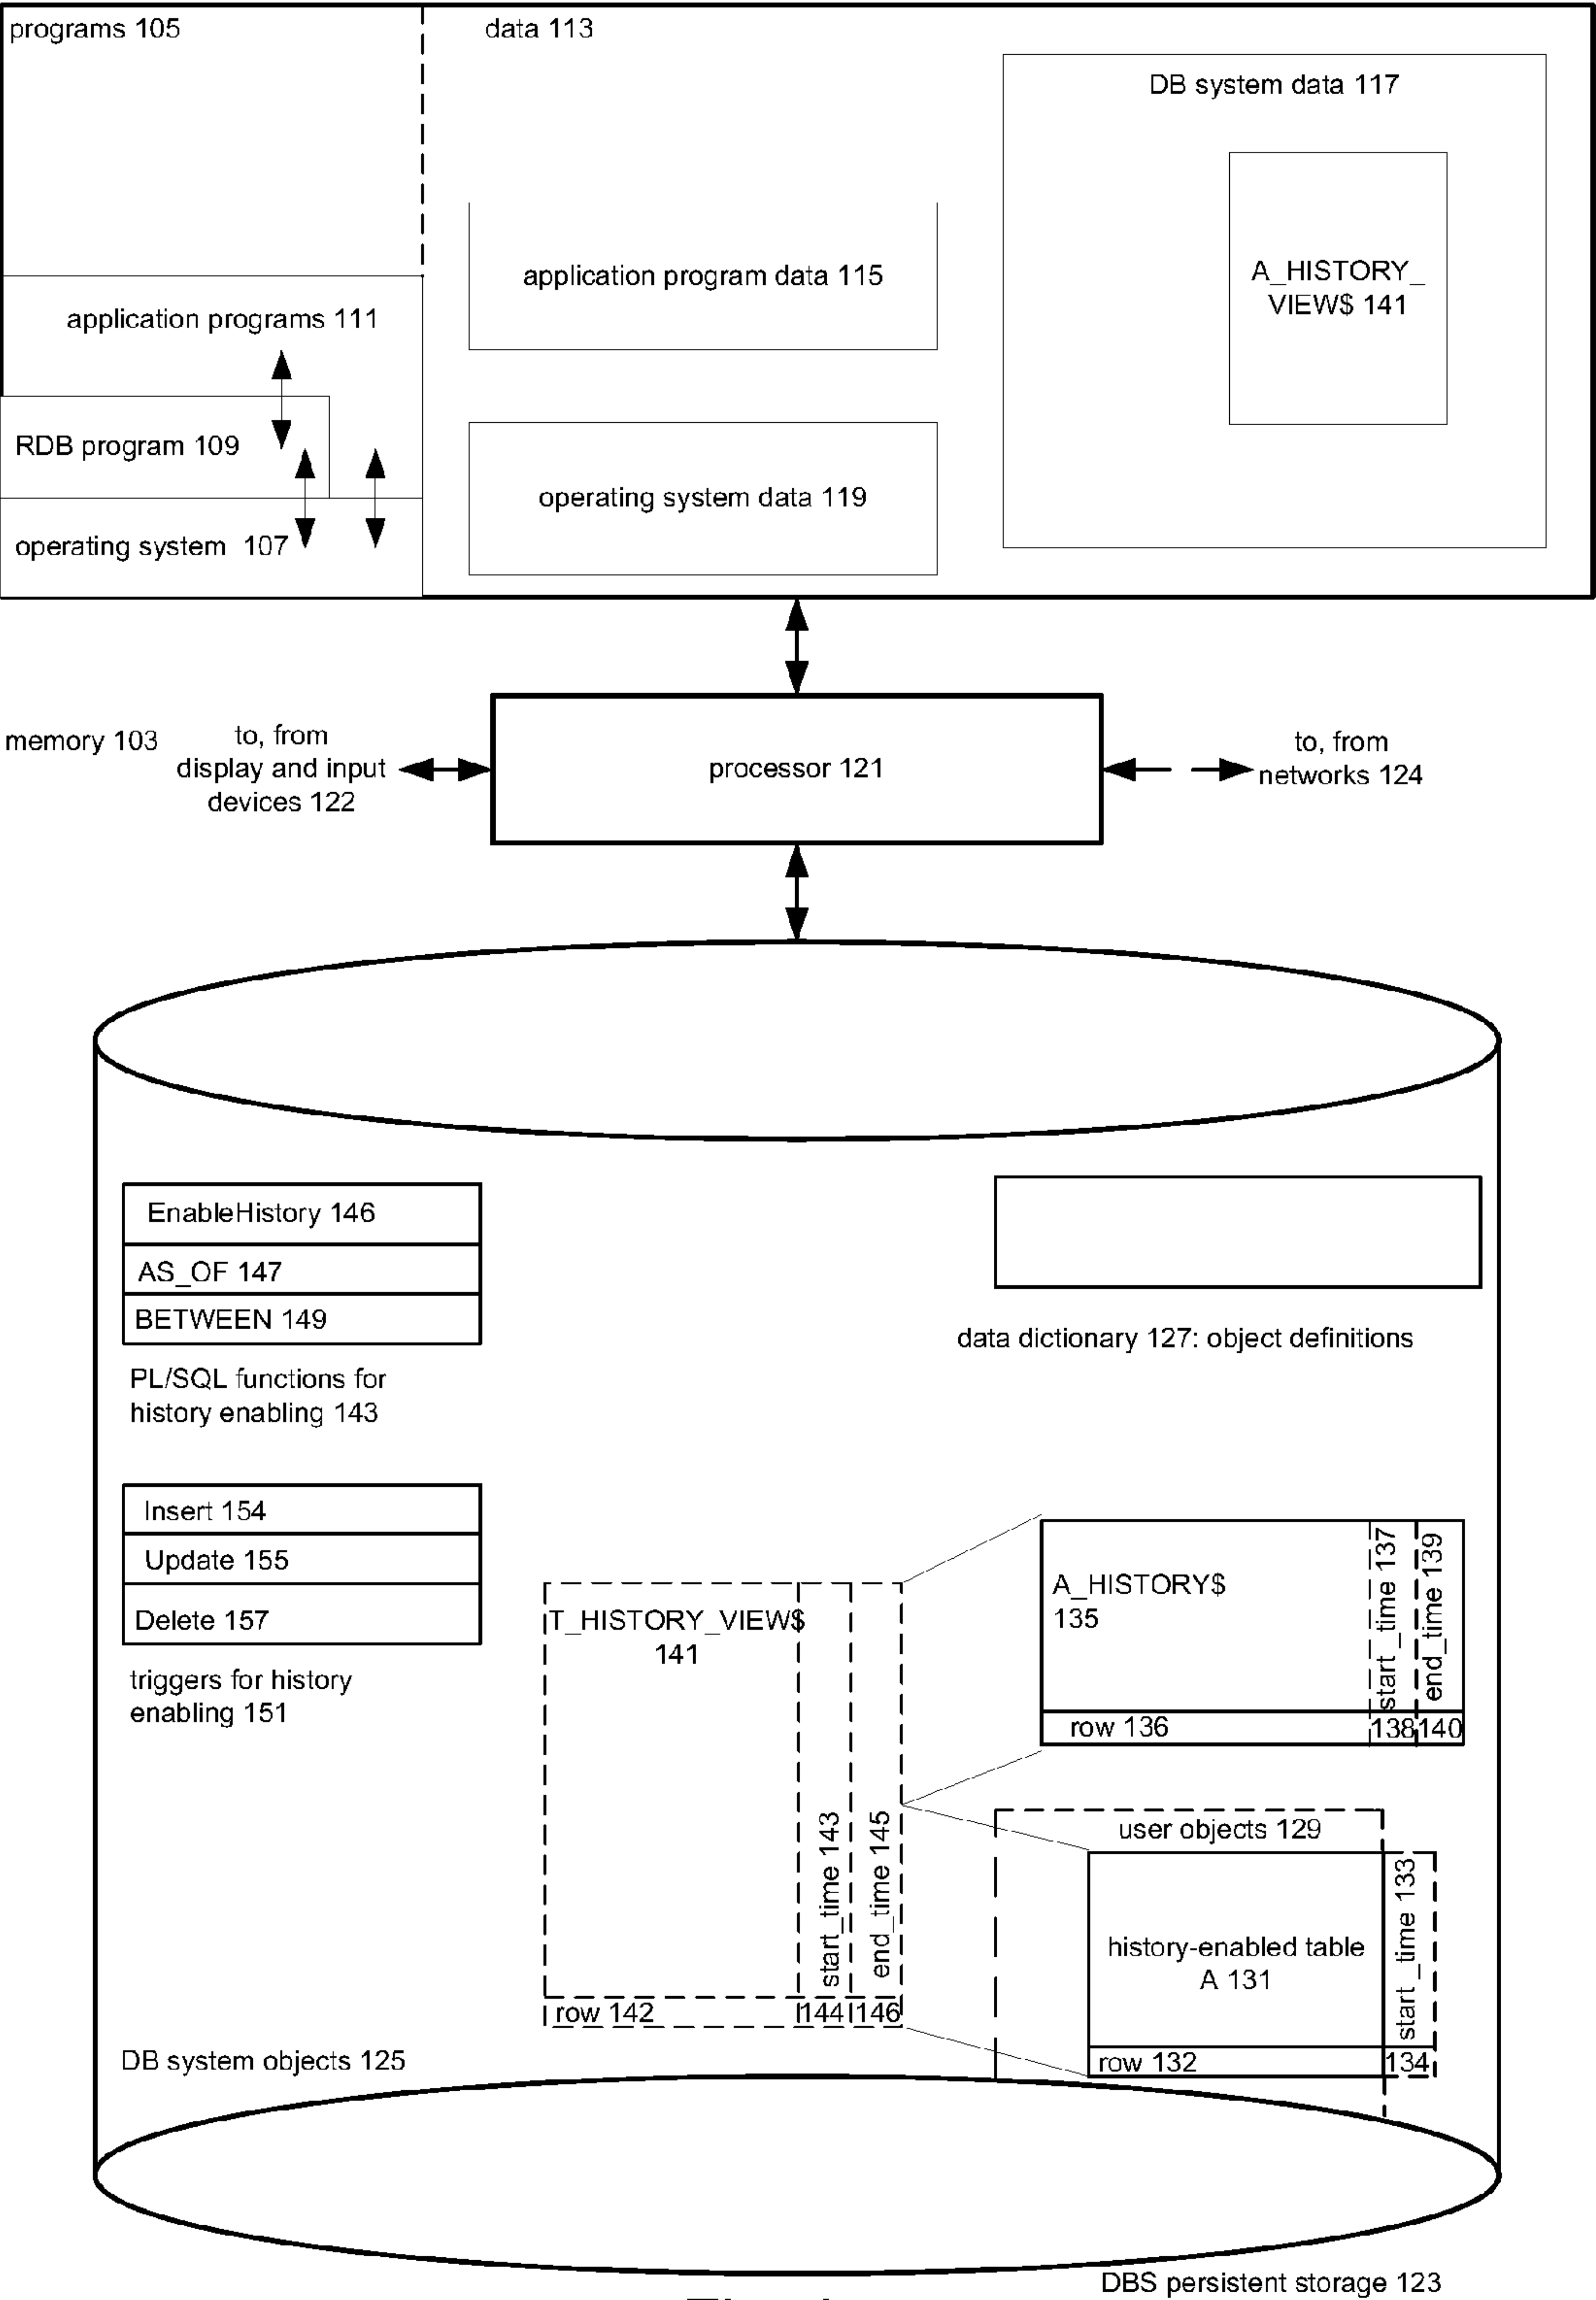 programs 105
data 113
DB system data 117
A_HISTORY_
VIEW$ 141
application program data 115
application programs 111
RDB program 109
operating system data 119
operating system 107
memory 103
to, from
display and input
devices 122
processor 121
to, from
networks 124
EnableHistory 146
AS_OF 147
BETWEEN 149
PL/SQL functions for
history enabling 143
data dictionary 127: object definitions
Insert 154
Update 155
Delete 157
triggers for history
enabling 151
T_HISTORY_VIEW$
141
start_time 143
end_time 145
row 142
144
146
A_HISTORY$
135
start_time 137
end_time 139
row 136
138
140
user objects 129
history-enabled table
A 131
start_time 133
row 132
134
DB system objects 125
DBS persistent storage 123